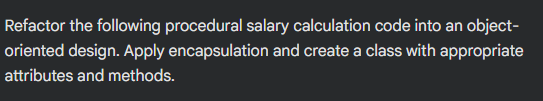 Refactor the following procedural salary calculation code into an object-
oriented design. Apply encapsulation and create a class with appropriate
attributes and methods.